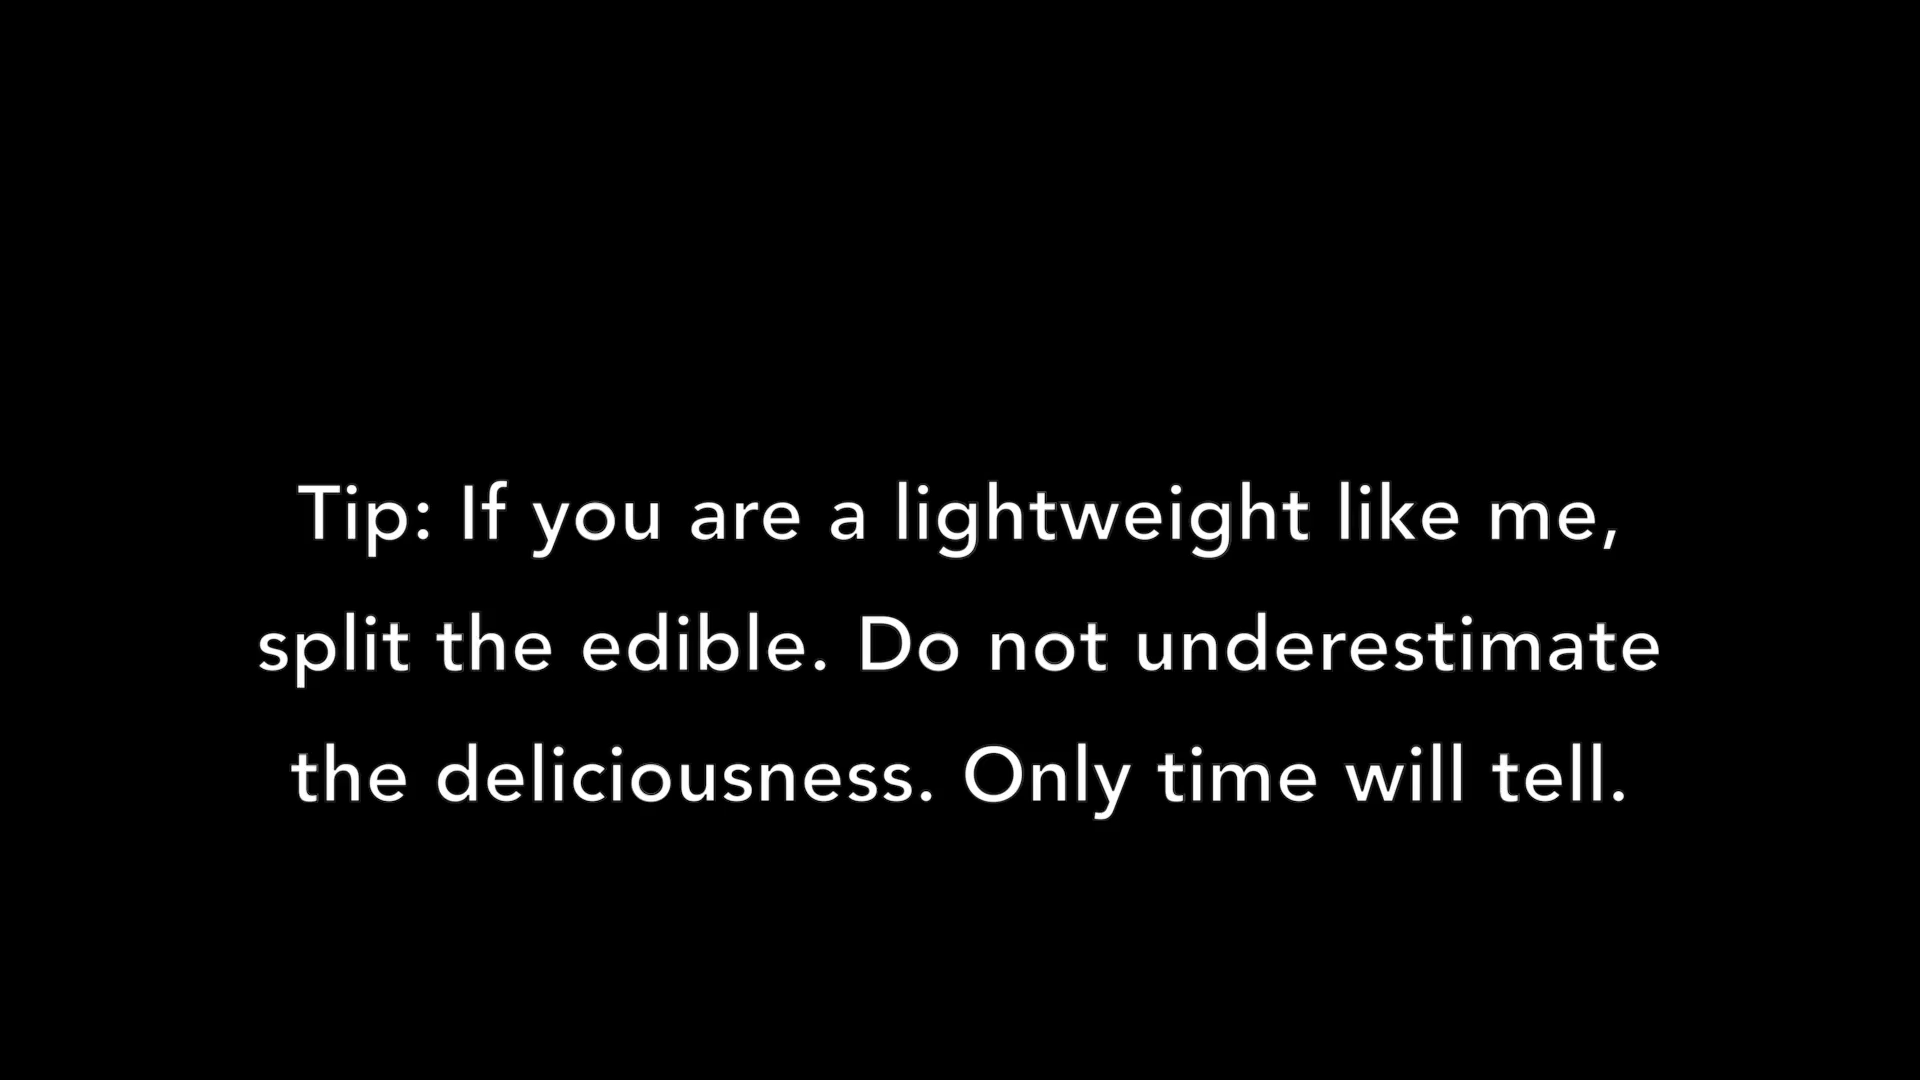 Tip: If you are a lightweight like me,
split the edible. Do not underestimate
the deliciousness. Only time will tell.